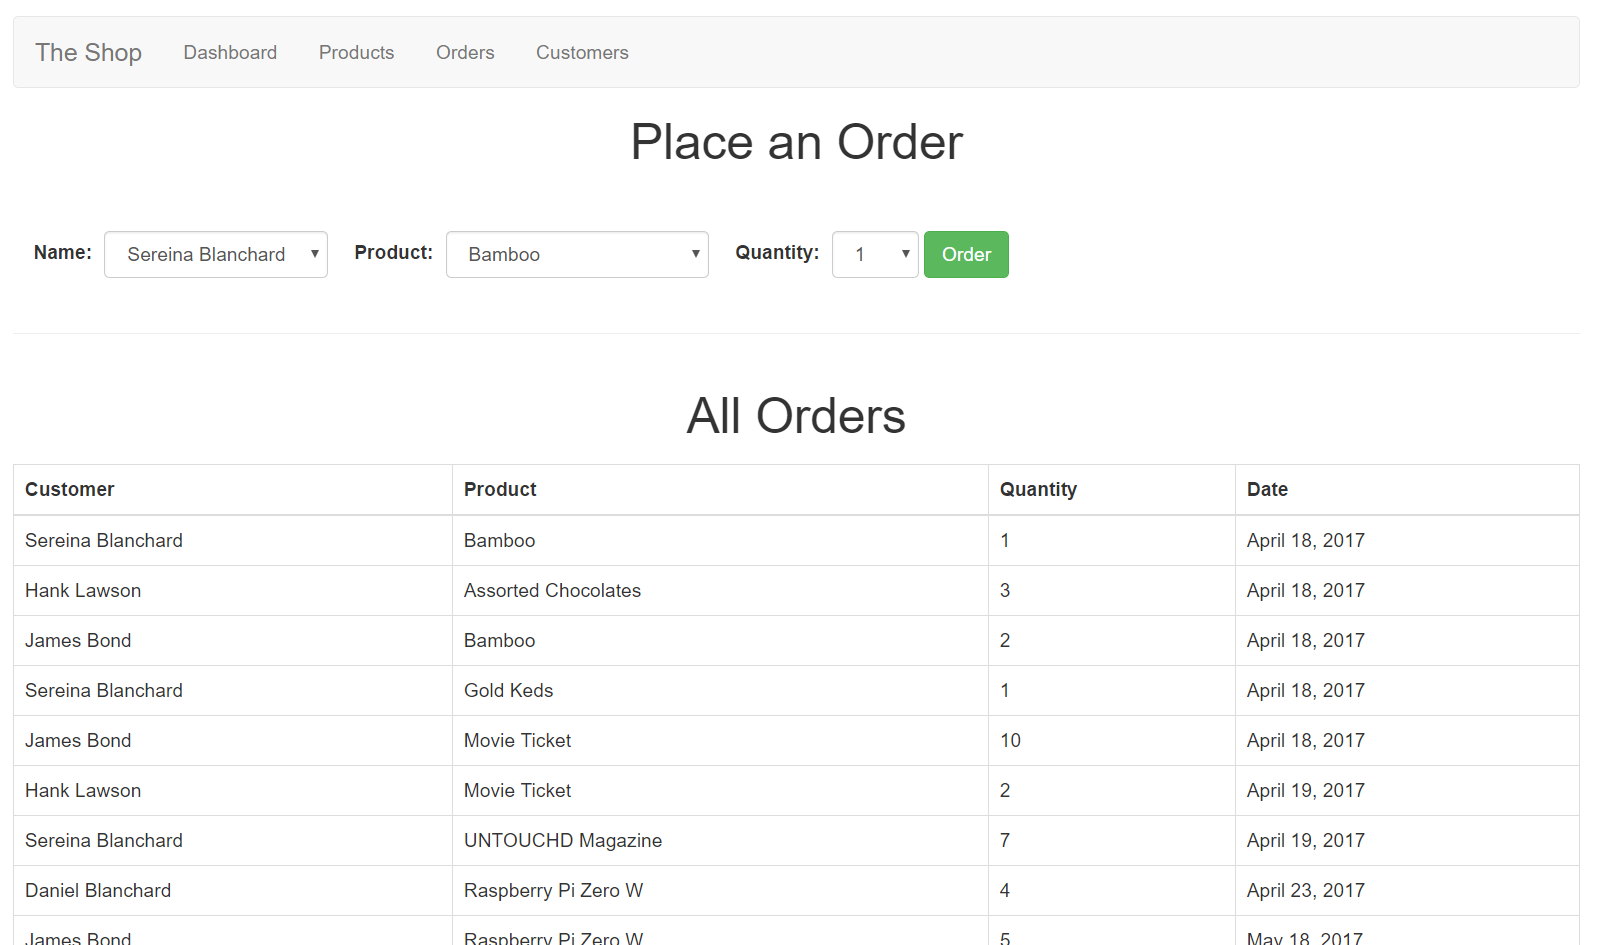 The Shop Dashboard Products Orders Customers
Place an Order
Name: Sereina Blanchard Product: Bamboo Quantity: 1 Order
All Orders
Customer Product Quantity Date
Sereina Blanchard Bamboo 1 April 18, 2017
Hank Lawson Assorted Chocolates 3 April 18, 2017
James Bond Bamboo 2 April 18, 2017
Sereina Blanchard Gold Keds 1 April 18, 2017
James Bond Movie Ticket 10 April 18, 2017
Hank Lawson Movie Ticket 2 April 19, 2017
Sereina Blanchard UNTOUCHD Magazine 7 April 19, 2017
Daniel Blanchard Raspberry Pi Zero W 4 April 23, 2017
James Bond Raspberry Pi Zero W 5 May 18, 2017